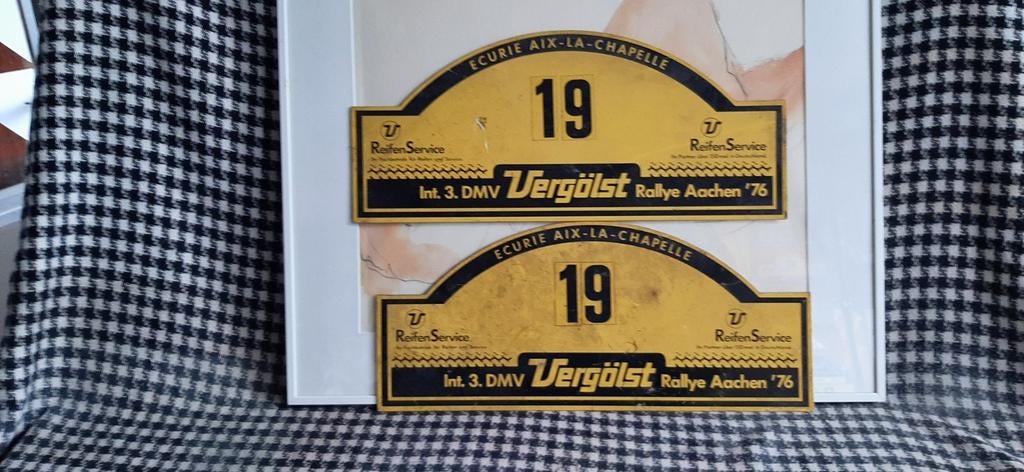 ECURIE AIX-LA-CHAPELLE
19
ReifenService
ReifenService
Int. 3. DMV Vergölst Rallye Aachen '76
ECURIE AIX-LA-CHAPELLE
19
ReifenService
ReifenService
Int. 3. DMV Vergölst Rallye Aachen '76